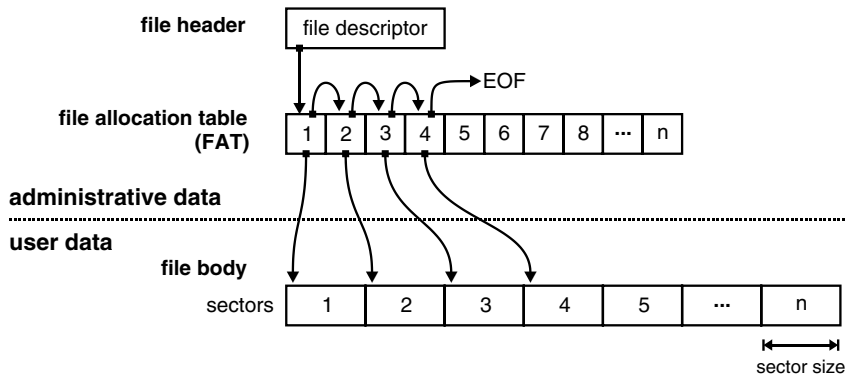 file header
file descriptor
EOF
file allocation table
(FAT)
1 2 3 4 5 6 7 8 ... n
administrative data
user data
file body
sectors
1 2 3 4 5 ... n
sector size